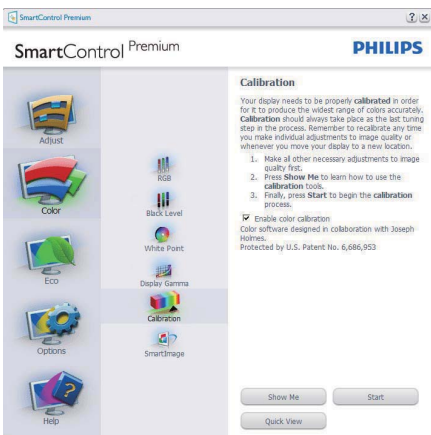 SmartControl Premium
SmartControl Premium
PHILIPS
Adjust
Color
Eco
Options
Help
RGB
Black Level
White Point
Display Gamma
Calibration
SmartImage
Calibration
Your display needs to be properly calibrated in order
for it to produce the widest range of colors accurately.
Calibration should always take place as the last tuning
step in the process. Remember to recalibrate any time
you make individual adjustments to image quality or
whenever you move your display to a new location.
1. Make all other necessary adjustments to image
quality first.
2. Press Show Me to learn how to use the
calibration tools.
3. Finally, press Start to begin the calibration
process.
Enable color calibration
Color software designed in collaboration with Joseph
Holmes.
Protected by U.S. Patent No. 6,686,953
Show Me
Start
Quick View